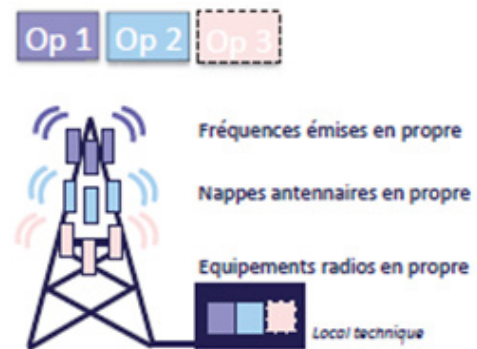 Op 1 Op 2 Op 3
Fréquences émises en propre
Nappes antennaires en propre
Equipements radios en propre
Local technique